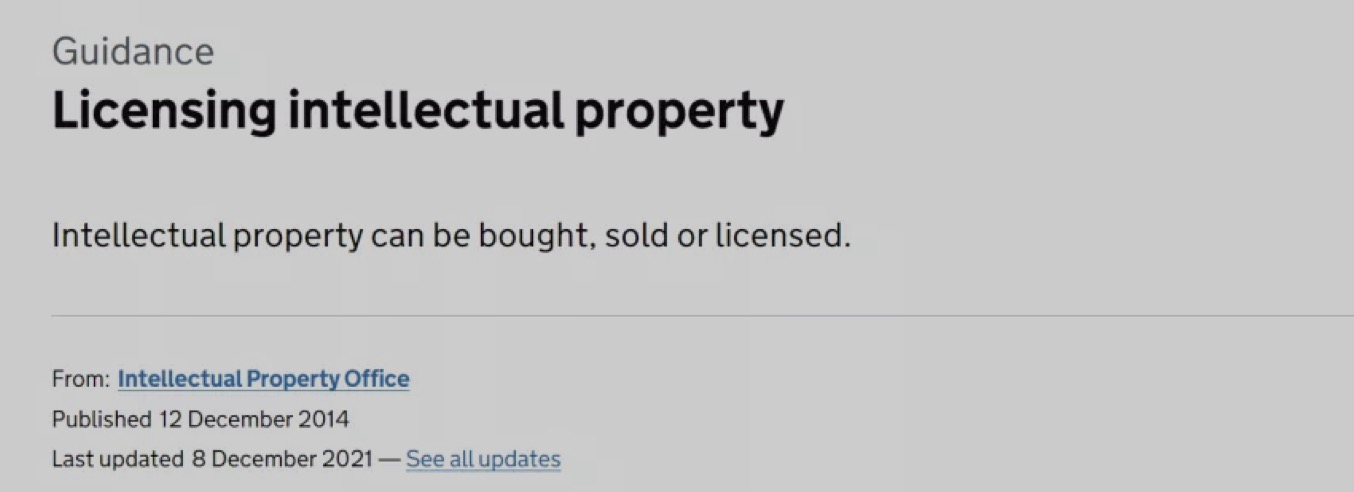 Guidance
Licensing intellectual property
Intellectual property can be bought, sold or licensed.
From: Intellectual Property Office
Published 12 December 2014
Last updated 8 December 2021 — See all updates